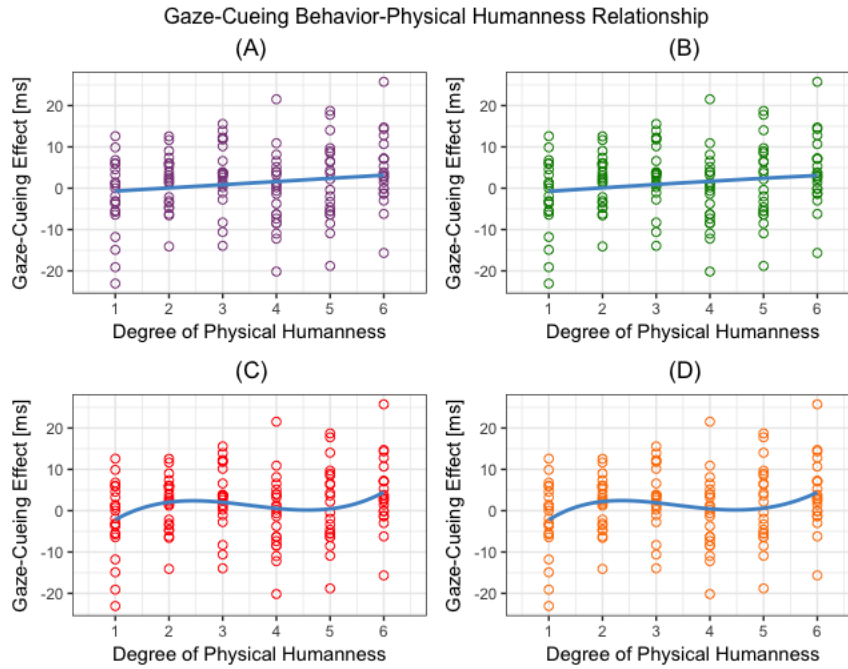 Gaze-Cueing Behavior-Physical Humanness Relationship
(A)
Gaze-Cueing Effect [ms]
20
10
0
-10
-20
1 2 3 4 5 6
Degree of Physical Humanness
(B)
Gaze-Cueing Effect [ms]
20
10
0
-10
-20
1 2 3 4 5 6
Degree of Physical Humanness
(C)
Gaze-Cueing Effect [ms]
20
10
0
-10
-20
1 2 3 4 5 6
Degree of Physical Humanness
(D)
Gaze-Cueing Effect [ms]
20
10
0
-10
-20
1 2 3 4 5 6
Degree of Physical Humanness